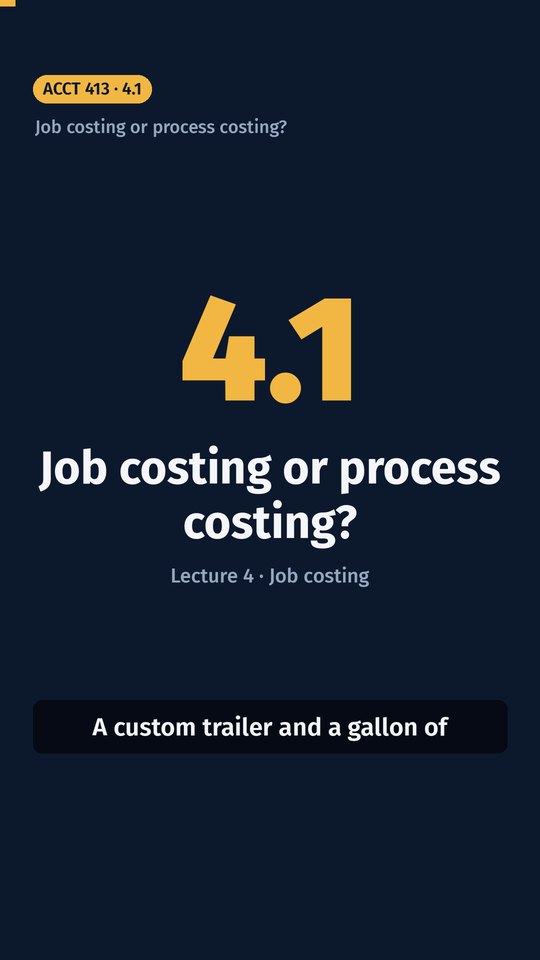 ACCT 413 · 4.1
Job costing or process costing?
4.1
Job costing or process
costing?
Lecture 4 · Job costing
A custom trailer and a gallon of